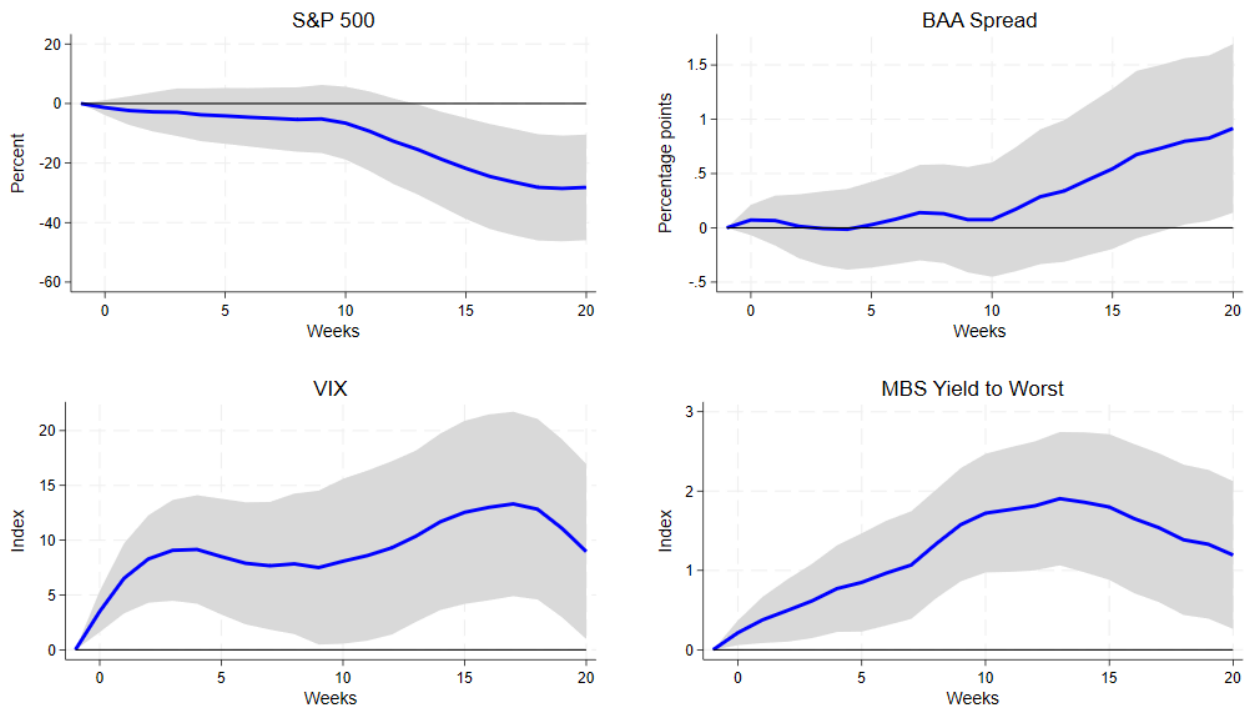 S&P 500
20
0
-20
-40
-60
Percent
0 5 10 15 20
Weeks
BAA Spread
1.5
1
.5
0
-.5
Percentage points
0 5 10 15 20
Weeks
VIX
20
15
10
5
0
Index
0 5 10 15 20
Weeks
MBS Yield to Worst
3
2
1
0
Index
0 5 10 15 20
Weeks